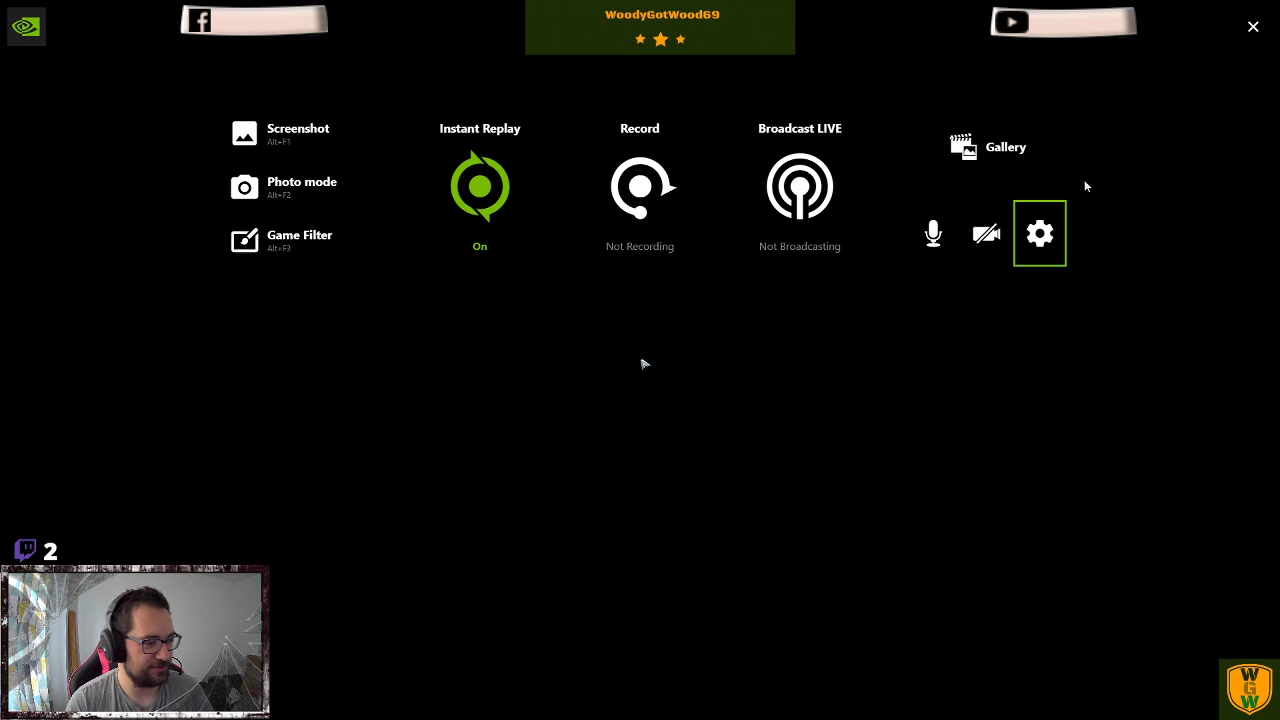 WoodyGotWood69
Screenshot
Alt+F1
Photo mode
Alt+F2
Game Filter
Alt+F3
Instant Replay
On
Record
Not Recording
Broadcast LIVE
Not Broadcasting
Gallery
2
W
G
W